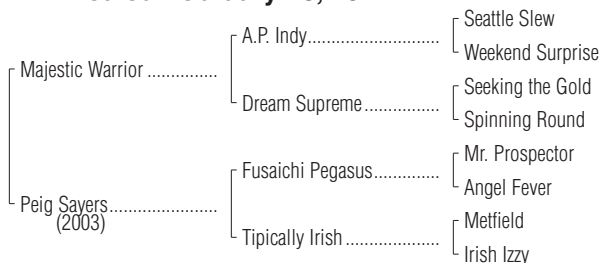 Seattle Slew
A.P. Indy................................
Weekend Surprise
Majestic Warrior ................
Seeking the Gold
Dream Supreme..................
Spinning Round
Mr. Prospector
Fusaichi Pegasus...............
Angel Fever
Peig Sayers.........................
(2003)
Metfield
Tipically Irish ......................
Irish Izzy